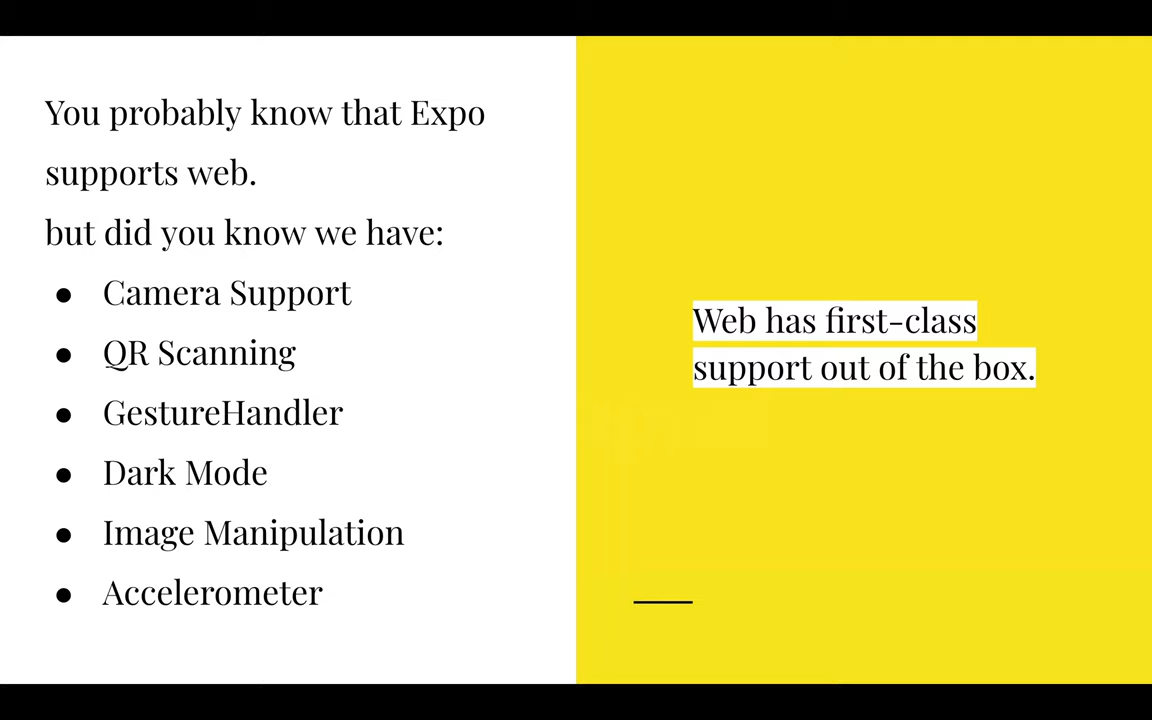 You probably know that Expo
supports web.
but did you know we have:
● Camera Support
● QR Scanning
● GestureHandler
● Dark Mode
● Image Manipulation
● Accelerometer
Web has first-class
support out of the box.